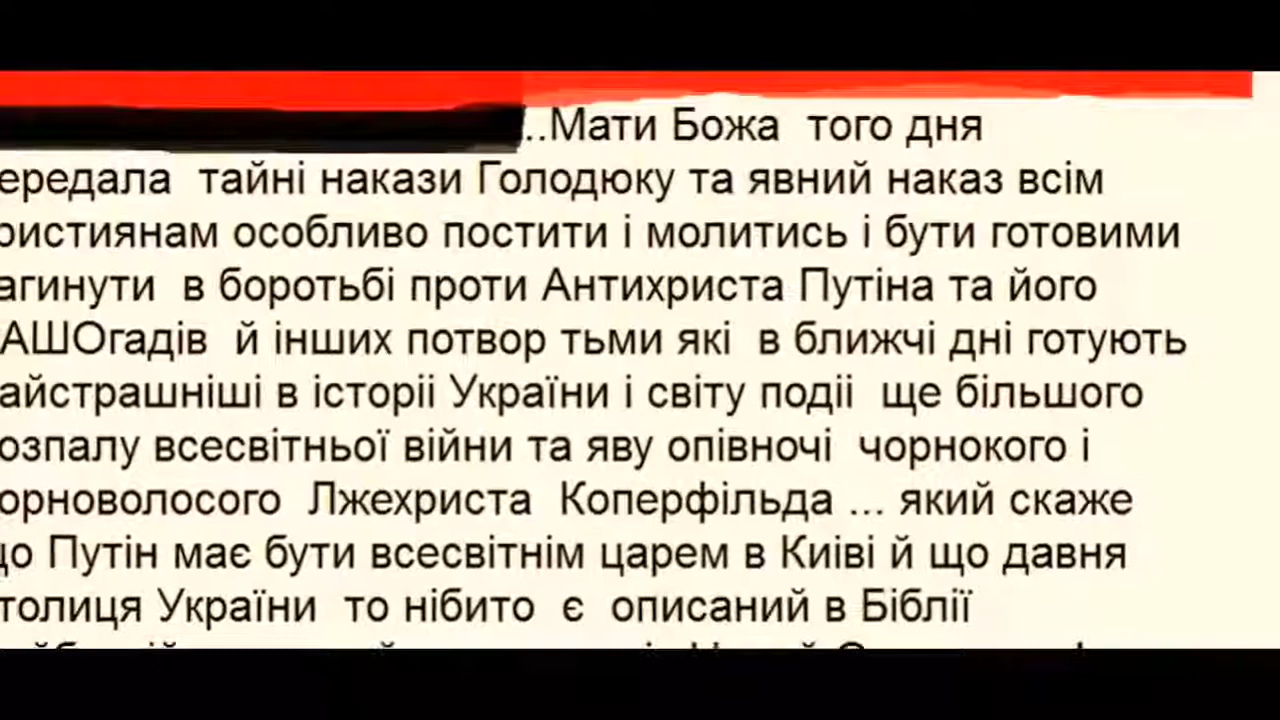 ..Мати Божа того дня
ередала тайні накази Голодюку та явний наказ всім
ристиянам особливо постити і молитись і бути готовими
агинути в боротьбі проти Антихриста Путіна та його
АШОгадів й інших потвор тьми які в ближчі дні готують
айстрашніші в історіі України і світу подіі ще більшого
озпалу всесвітньої війни та яву опівночі чорнокого і
орноволосого Лжехриста Коперфільда ... який скаже
що Путін має бути всесвітнім царем в Киіві й що давня
толиця України то нібито є описаний в Біблії